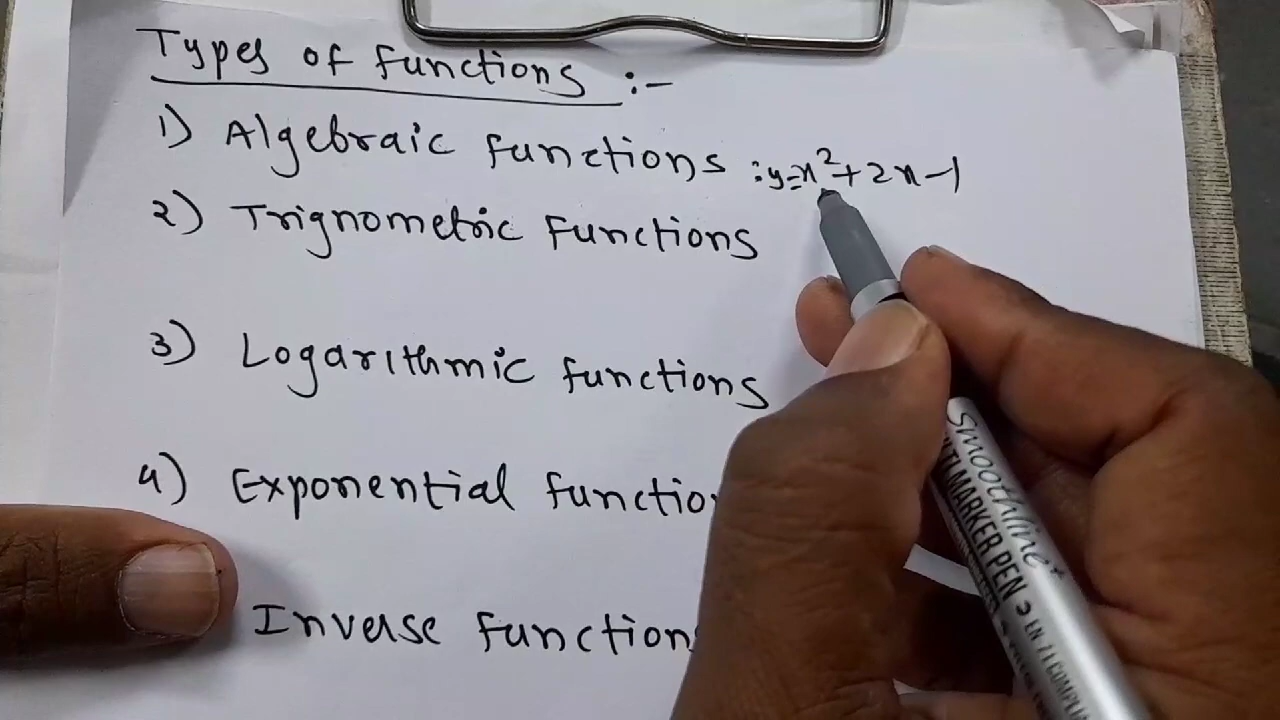 Types of functions :-
1) Algebraic functions : y=x²+2x-1
2) Trignometric Functions
3) Logarithmic functions
4) Exponential function
Inverse functions
Smoothline+
MARKER PEN